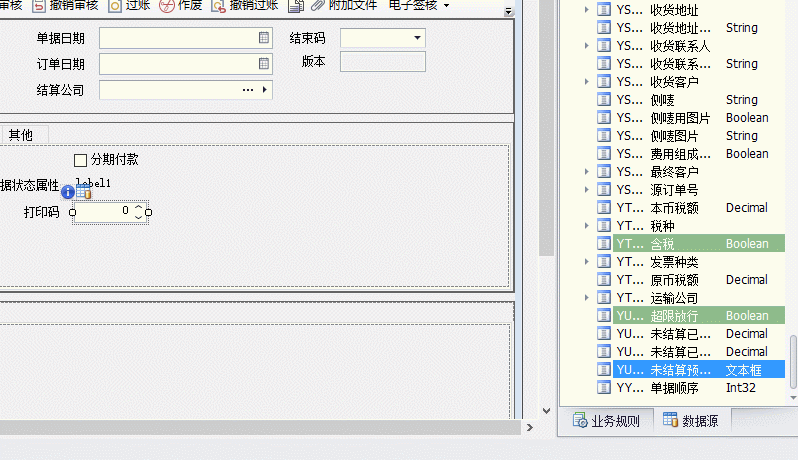 审核 撤销审核 过账 作废 撤销过账 附加文件 电子签核
单据日期 结束码
订单日期 版本
结算公司 ...
其他
分期付款
据状态属性 label1
打印码 0
YS... 收货地址
YS... 收货地址... String
YS... 收货联系人
YS... 收货联系... String
YS... 收货客户
YS... 侧唛 String
YS... 侧唛用图片 Boolean
YS... 侧唛图片 String
YS... 费用组成... Boolean
YS... 最终客户
YS... 源订单号
YT... 本币税额 Decimal
YT... 税种
YT... 含税 Boolean
YT... 发票种类
YT... 原币税额 Decimal
YT... 运输公司
YU... 超限放行 Boolean
YU... 未结算已... Decimal
YU... 未结算已... Decimal
YU... 未结算预... 文本框
YY... 单据顺序 Int32
业务规则 数据源